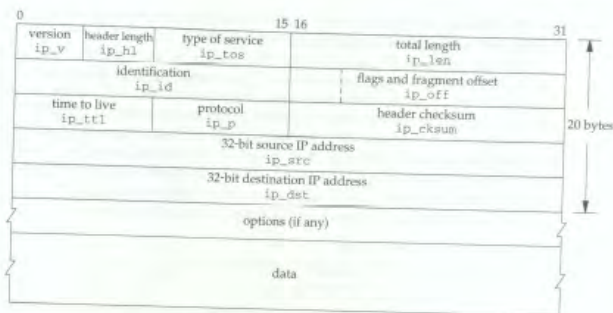 0 15 16 31
version header length type of service total length
ip_v ip_hl ip_tos ip_len
identification flags and fragment offset
ip_id ip_off
time to live protocol header checksum
ip_ttl ip_p ip_cksum
20 bytes
32-bit source IP address
ip_src
32-bit destination IP address
ip_dst
options (if any)
data